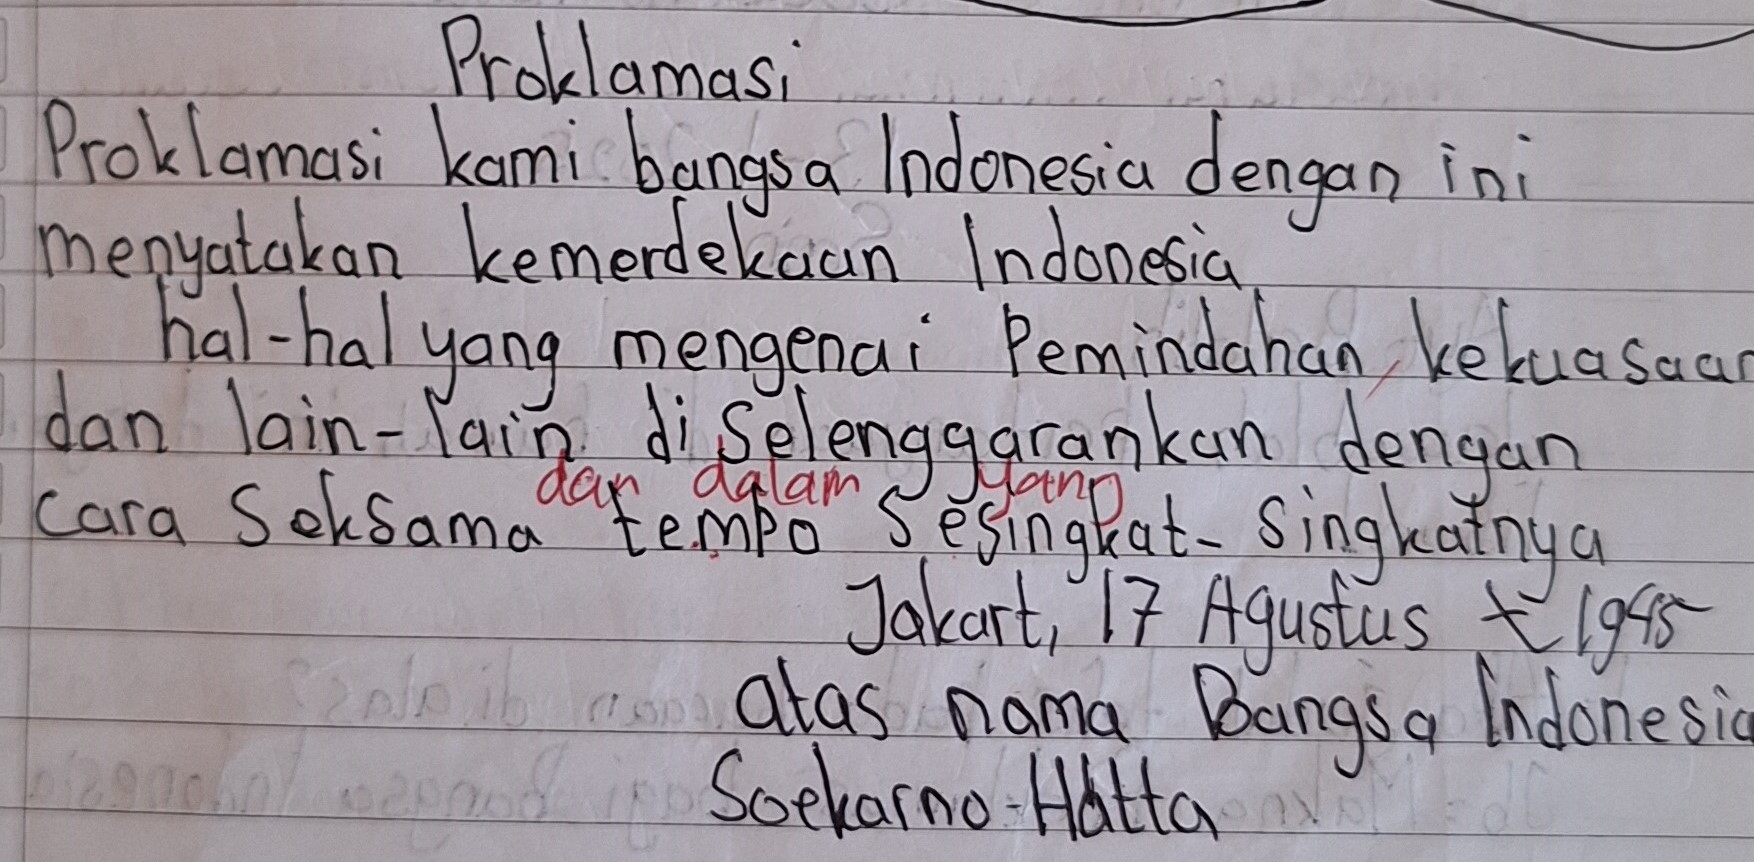 Proklamasi
Proklamasi kami bangsa Indonesia dengan ini
menyatakan kemerdekaan Indonesia
hal-hal yang mengenai Pemindahan, kekuasaan
dan lain-lain di selenggarankan dengan
dan dalam yang
cara Seksama tempo Sesingkat-singkatnya
Jakart, 17 Agustus 1945
atas nama Bangsa Indonesia
Soekarno-Hatta